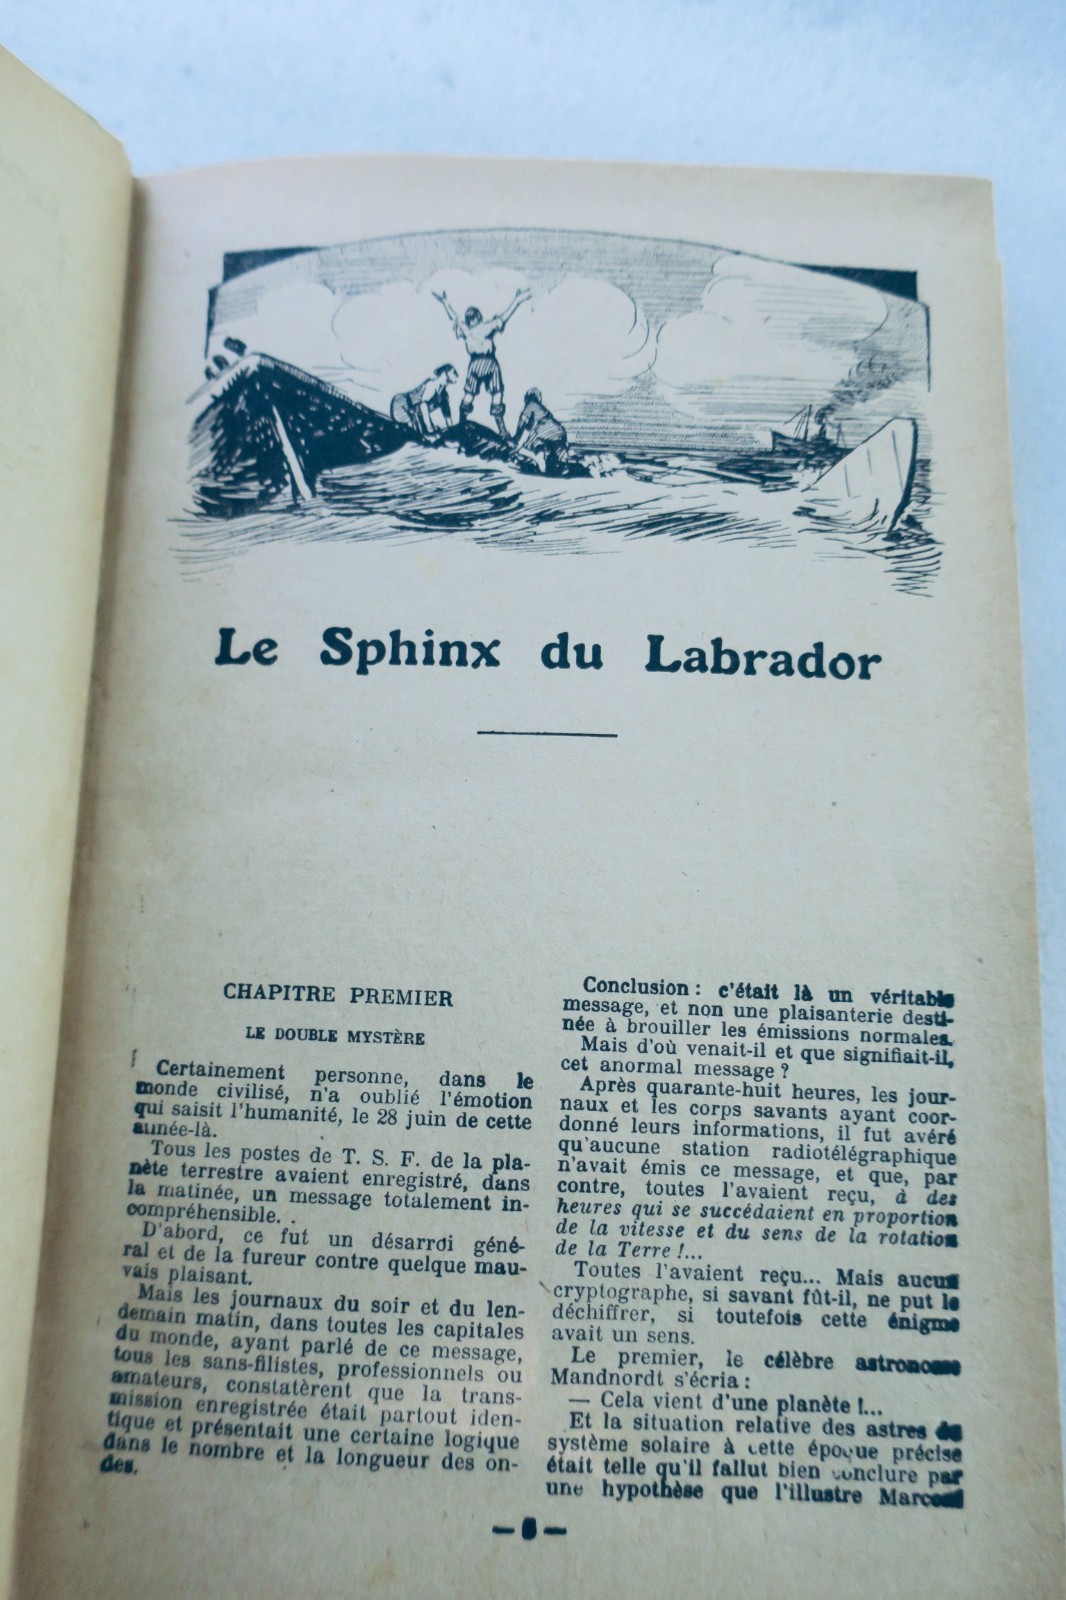 Le Sphinx du Labrador
CHAPITRE PREMIER
LE DOUBLE MYSTÈRE
Certainement personne, dans le
monde civilisé, n'a oublié l'émotion
qui saisit l'humanité, le 28 juin de cette
année-là.
Tous les postes de T. S. F. de la pla-
nète terrestre avaient enregistré, dans
la matinée, un message totalement in-
compréhensible.
D'abord, ce fut un désarroi géné-
ral et de la fureur contre quelque mau-
vais plaisant.
Mais les journaux du soir et du len-
demain matin, dans toutes les capitales
du monde, ayant parlé de ce message,
tous les sans-filistes, professionnels ou
amateurs, constatèrent que la trans-
mission enregistrée était partout iden-
tique et présentait une certaine logique
dans le nombre et la longueur des on-
des.
Conclusion : c'était là un véritable
message, et non une plaisanterie desti-
née à brouiller les émissions normales.
Mais d'où venait-il et que signifiait-il,
cet anormal message ?
Après quarante-huit heures, les jour-
naux et les corps savants ayant coor-
donné leurs informations, il fut avéré
qu'aucune station radiotélégraphique
n'avait émis ce message, et que, par
contre, toutes l'avaient reçu, à des
heures qui se succédaient en proportion
de la vitesse et du sens de la rotation
de la Terre !...
Toutes l'avaient reçu... Mais aucun
cryptographe, si savant fût-il, ne put le
déchiffrer, si toutefois cette énigme
avait un sens.
Le premier, le célèbre astronome
Mandnordt s'écria :
— Cela vient d'une planète !...
Et la situation relative des astres du
système solaire à cette époque précise
était telle qu'il fallut bien conclure par
une hypothèse que l'illustre Marconi